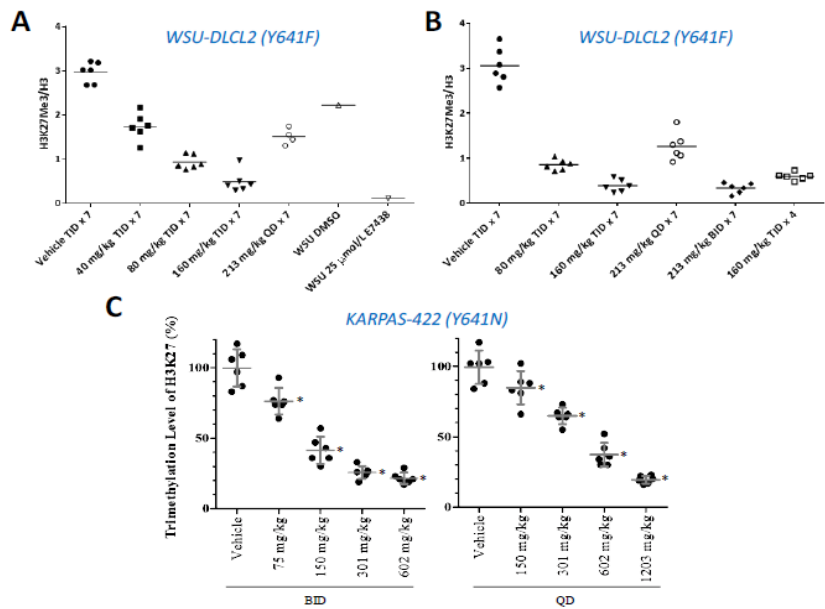 A
WSU-DLCL2 (Y641F)
H3K27Me3/H3
4
3
2
1
0
Vehicle TID x 7
40 mg/kg TID x 7
80 mg/kg TID x 7
160 mg/kg TID x 7
213 mg/kg QD x 7
WSU DMSO
WSU 25 μmol/L E7438
B
WSU-DLCL2 (Y641F)
H3K27Me3/H3
4
3
2
1
0
Vehicle TID x 7
80 mg/kg TID x 7
160 mg/kg TID x 7
213 mg/kg QD x 7
213 mg/kg BID x 7
160 mg/kg TID x 4
C
KARPAS-422 (Y641N)
Trimethylation Level of H3K27 (%)
100
50
0
*
*
*
*
Vehicle
75 mg/kg
150 mg/kg
301 mg/kg
602 mg/kg
BID
100
50
0
*
*
*
*
Vehicle
150 mg/kg
301 mg/kg
602 mg/kg
1203 mg/kg
QD